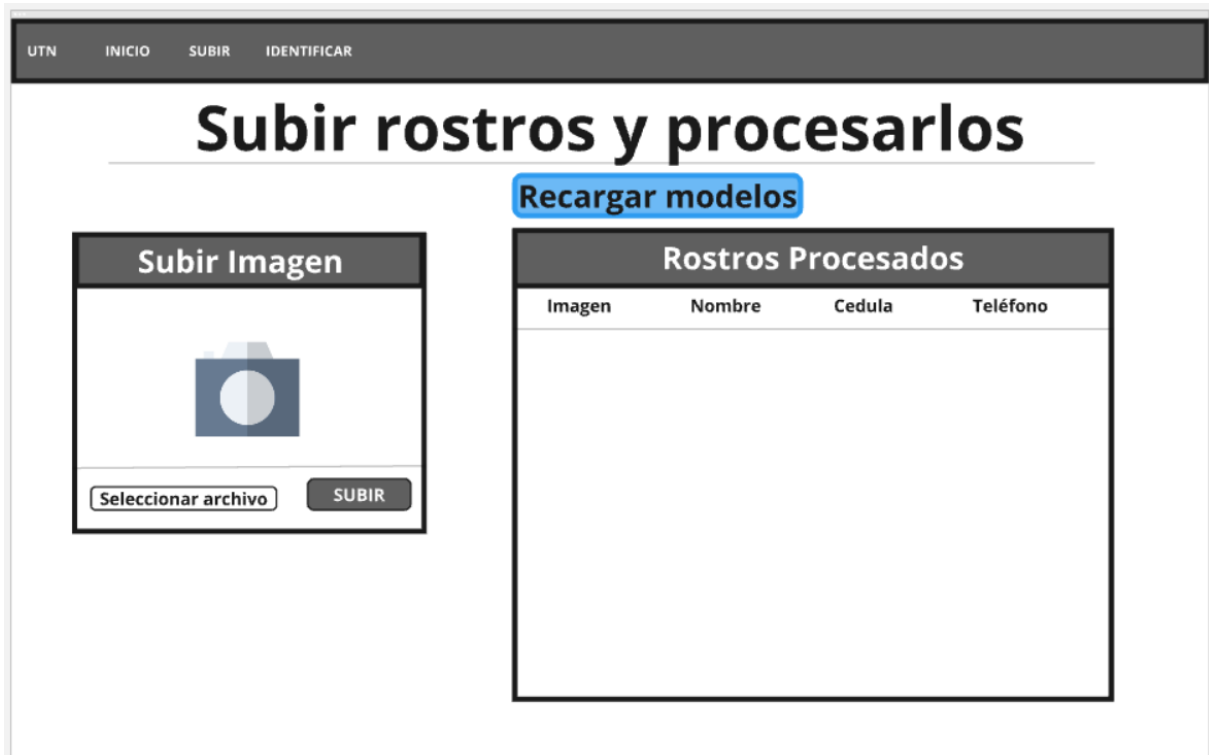 UTN INICIO SUBIR IDENTIFICAR
Subir rostros y procesarlos
Recargar modelos
Subir Imagen
Seleccionar archivo SUBIR
Rostros Procesados
Imagen Nombre Cedula Teléfono